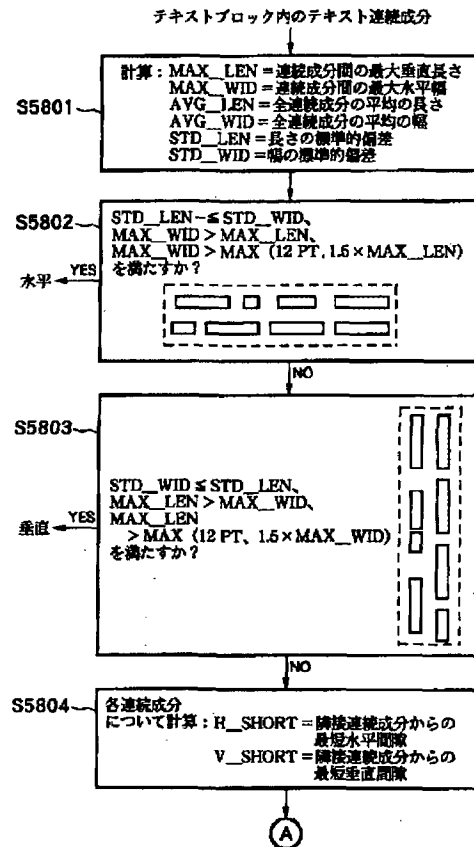 テキストブロック内のテキスト連続成分
S5801
計算：MAX_LEN＝連続成分間の最大垂直長さ
MAX_WID＝連続成分間の最大水平幅
AVG_LEN＝全連続成分の平均の長さ
AVG_WID＝全連続成分の平均の幅
STD_LEN＝長さの標準的偏差
STD_WID＝幅の標準的偏差
S5802
STD_LEN－≦STD_WID、
MAX_WID＞MAX_LEN、
MAX_WID＞MAX（12 PT，1.5×MAX_LEN）
を満たすか？
YES
水平
NO
S5803
STD_WID≦STD_LEN、
MAX_LEN＞MAX_WID、
MAX_LEN
＞MAX（12 PT、1.5×MAX_WID）
を満たすか？
YES
垂直
NO
S5804
各連続成分
について計算：H_SHORT＝隣接連続成分からの
最短水平間隙
V_SHORT＝隣接連続成分からの
最短垂直間隙
A